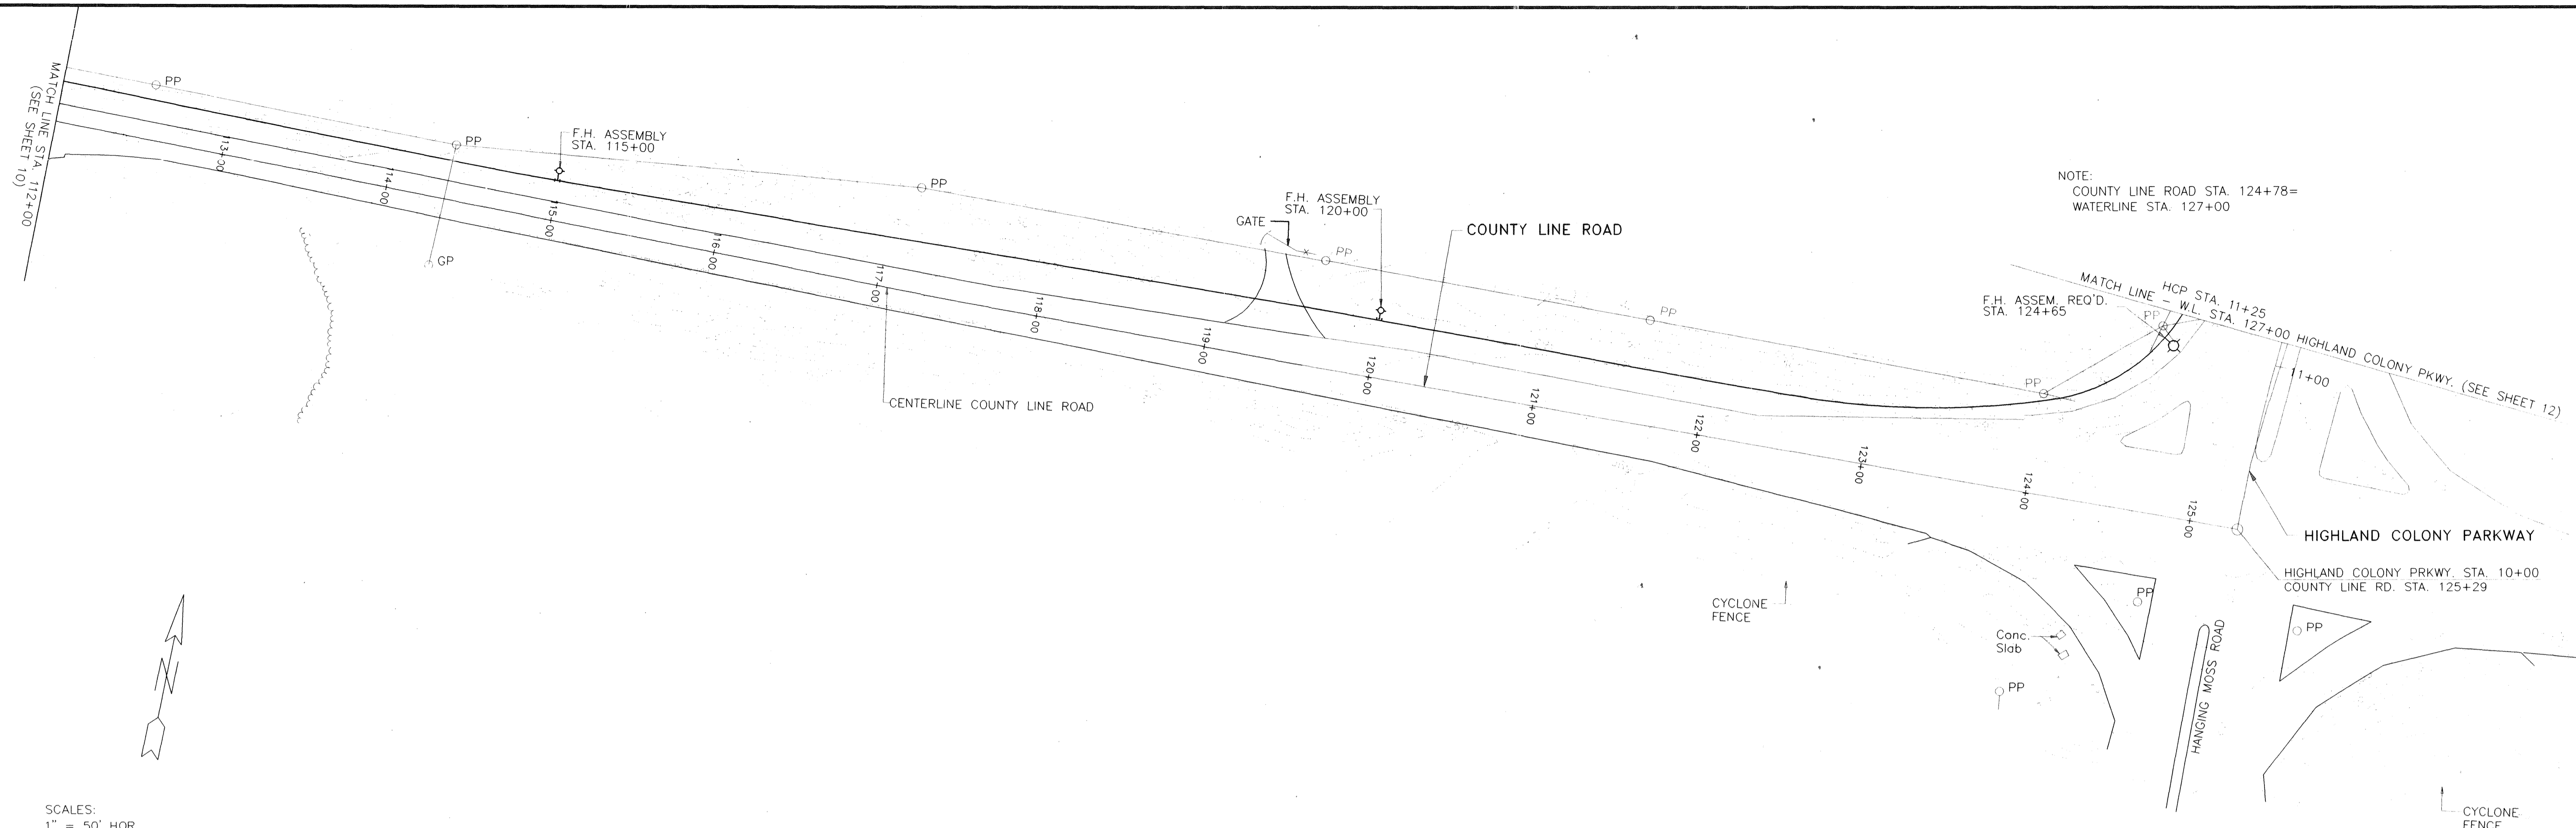 MATCH LINE STA. 112+00
(SEE SHEET 10)
PP
113+00
114+00
PP
GP
F.H. ASSEMBLY
STA. 115+00
115+00
116+00
PP
117+00
CENTERLINE COUNTY LINE ROAD
118+00
119+00
GATE
F.H. ASSEMBLY
STA. 120+00
PP
120+00
COUNTY LINE ROAD
121+00
PP
122+00
123+00
124+00
125+00
NOTE:
COUNTY LINE ROAD STA. 124+78=
WATERLINE STA. 127+00
HCP STA. 11+25
MATCH LINE – W.L. STA. 127+00 HIGHLAND COLONY PKWY. (SEE SHEET 12)
F.H. ASSEM. REQ'D.
STA. 124+65
PP
PP
11+00
HIGHLAND COLONY PARKWAY
HIGHLAND COLONY PRKWY. STA. 10+00
COUNTY LINE RD. STA. 125+29
CYCLONE
FENCE
Conc.
Slab
PP
PP
PP
HANGING MOSS ROAD
N
SCALES:
1" = 50' HOR.
CYCLONE
FENCE